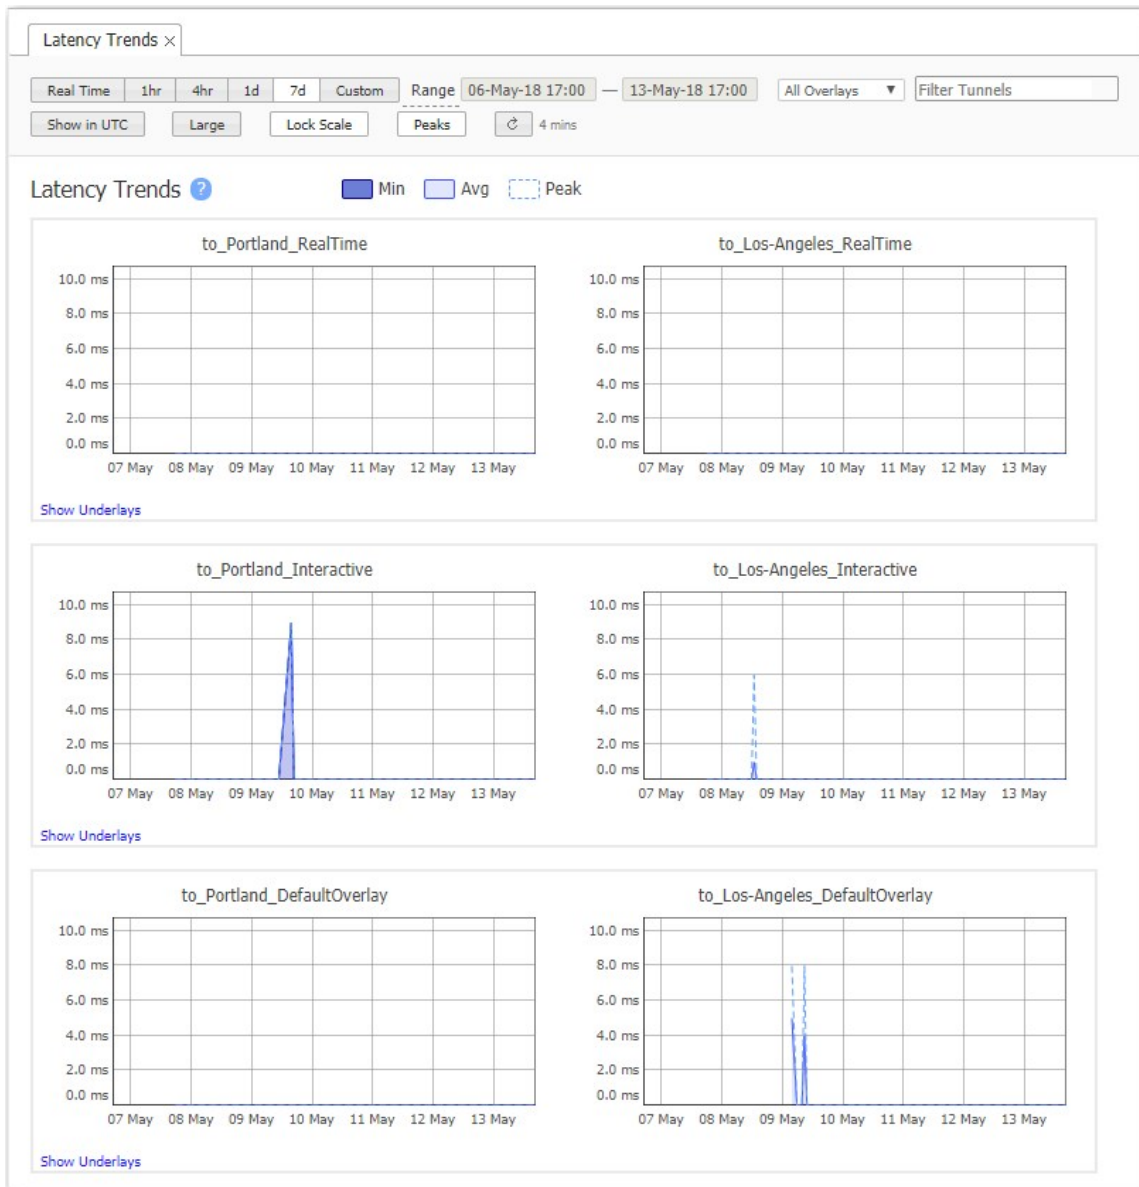 Latency Trends ×
Real Time 1hr 4hr 1d 7d Custom Range 06-May-18 17:00 — 13-May-18 17:00 All Overlays ▼ Filter Tunnels
Show in UTC Large Lock Scale Peaks 4 mins
Latency Trends ? Min Avg Peak
to_Portland_RealTime
10.0 ms
8.0 ms
6.0 ms
4.0 ms
2.0 ms
0.0 ms
07 May 08 May 09 May 10 May 11 May 12 May 13 May
to_Los-Angeles_RealTime
10.0 ms
8.0 ms
6.0 ms
4.0 ms
2.0 ms
0.0 ms
07 May 08 May 09 May 10 May 11 May 12 May 13 May
Show Underlays
to_Portland_Interactive
10.0 ms
8.0 ms
6.0 ms
4.0 ms
2.0 ms
0.0 ms
07 May 08 May 09 May 10 May 11 May 12 May 13 May
to_Los-Angeles_Interactive
10.0 ms
8.0 ms
6.0 ms
4.0 ms
2.0 ms
0.0 ms
07 May 08 May 09 May 10 May 11 May 12 May 13 May
Show Underlays
to_Portland_DefaultOverlay
10.0 ms
8.0 ms
6.0 ms
4.0 ms
2.0 ms
0.0 ms
07 May 08 May 09 May 10 May 11 May 12 May 13 May
to_Los-Angeles_DefaultOverlay
10.0 ms
8.0 ms
6.0 ms
4.0 ms
2.0 ms
0.0 ms
07 May 08 May 09 May 10 May 11 May 12 May 13 May
Show Underlays